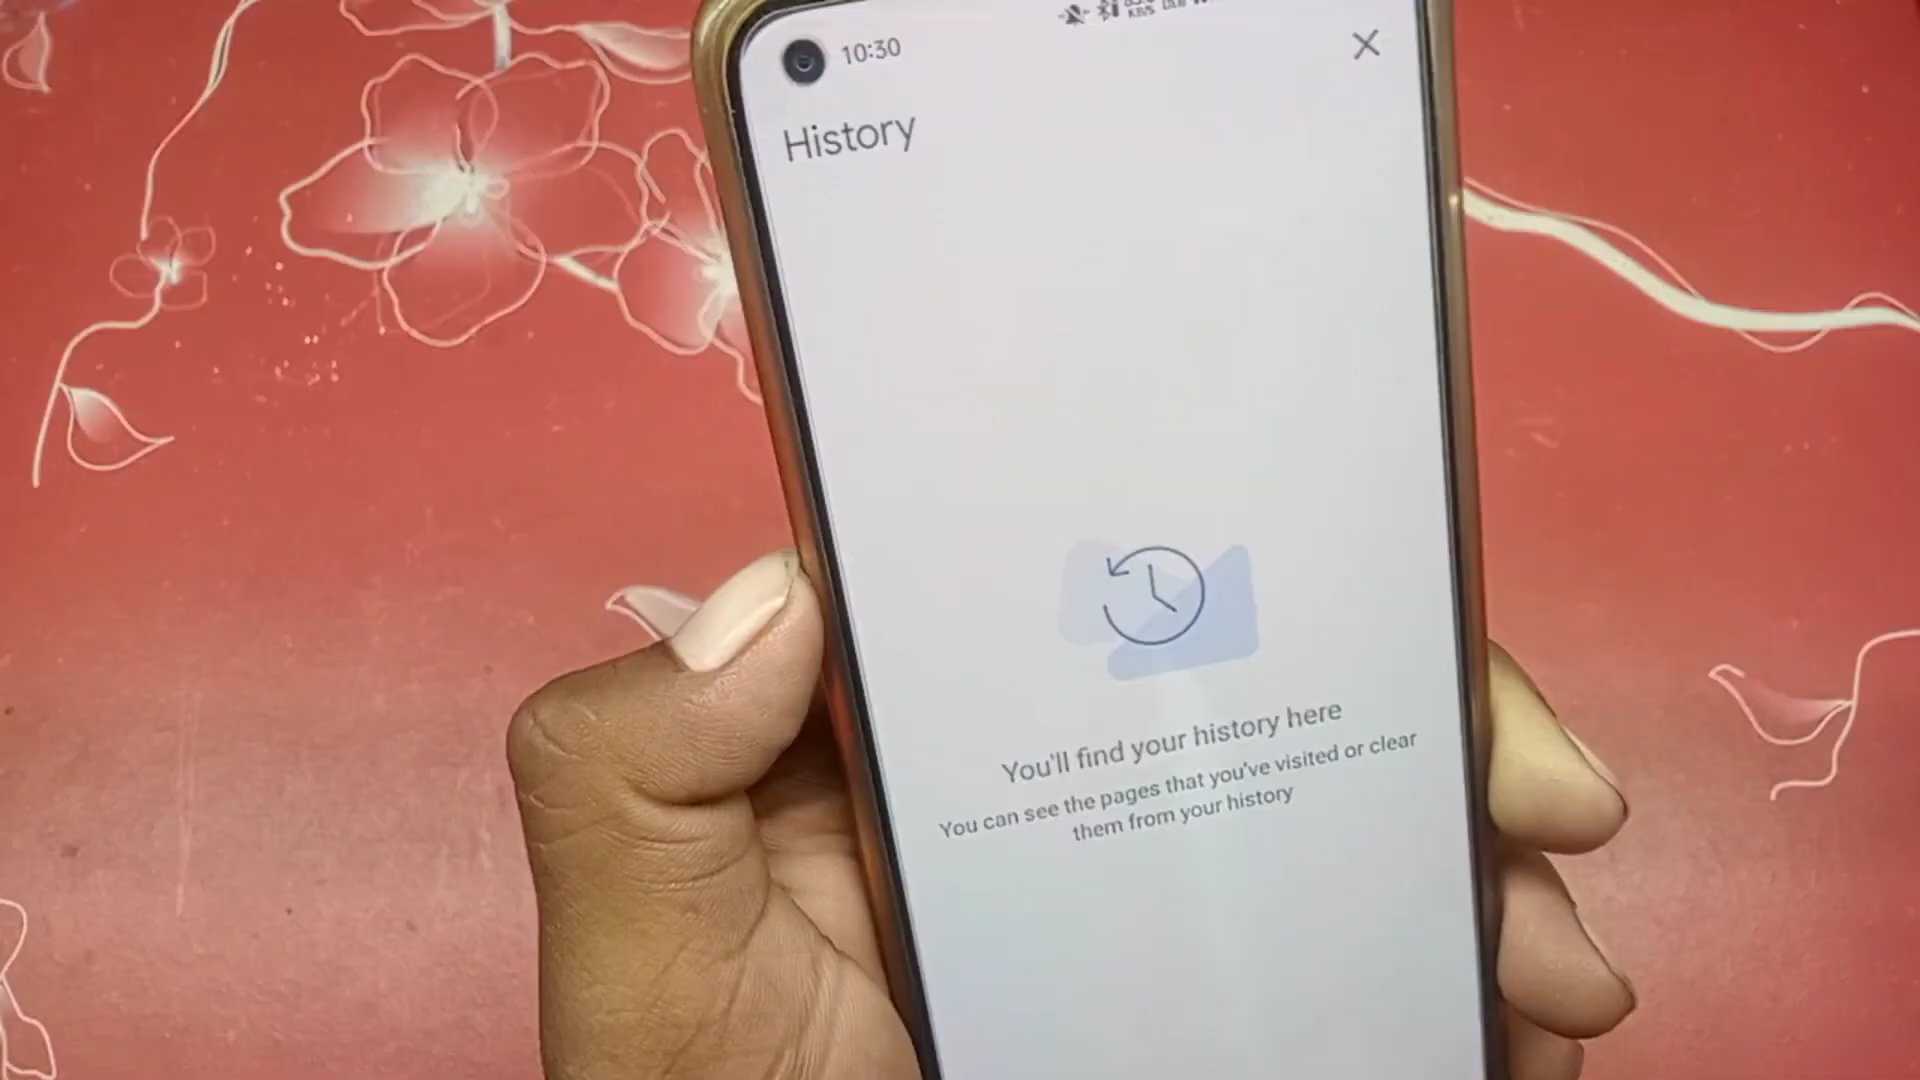 10:30
KB/S
History
You'll find your history here
You can see the pages that you've visited or clear
them from your history